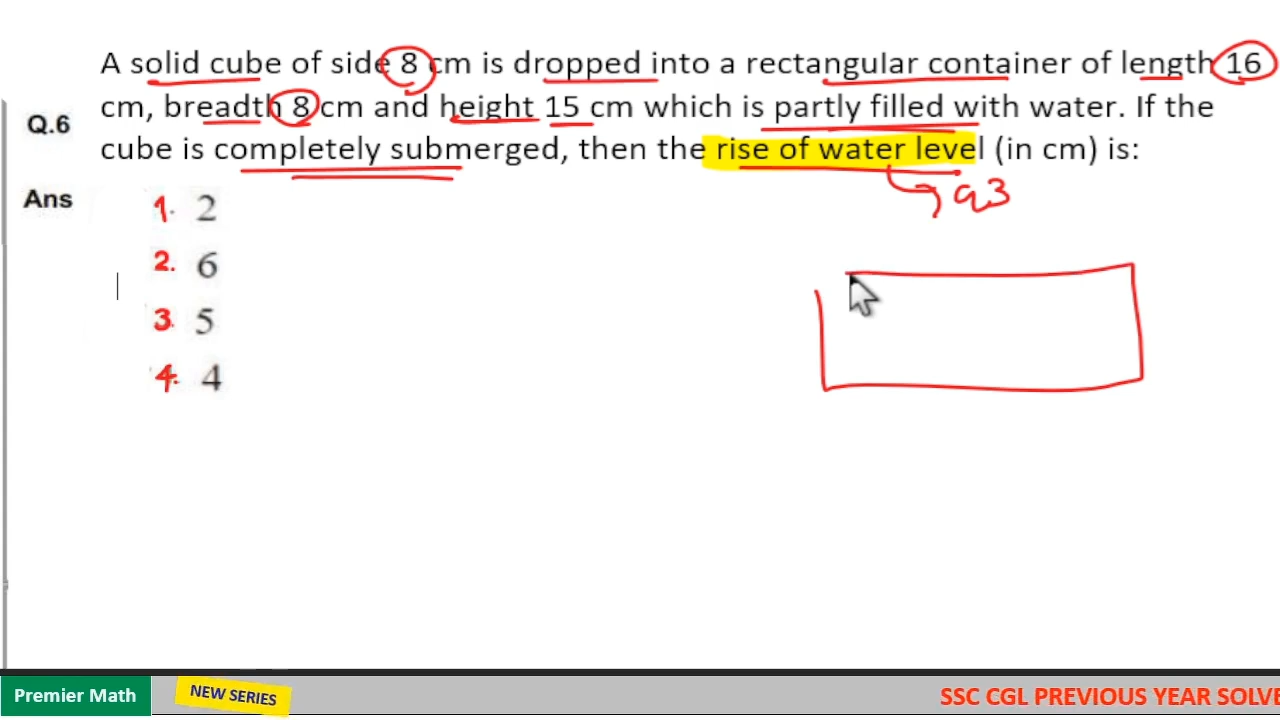 A solid cube of side 8 cm is dropped into a rectangular container of length 16
Q.6 cm, breadth 8 cm and height 15 cm which is partly filled with water. If the
cube is completely submerged, then the rise of water level (in cm) is:
Ans
1. 2
2. 6
3. 5
4. 4
Premier Math NEW SERIES SSC CGL PREVIOUS YEAR SOLVE